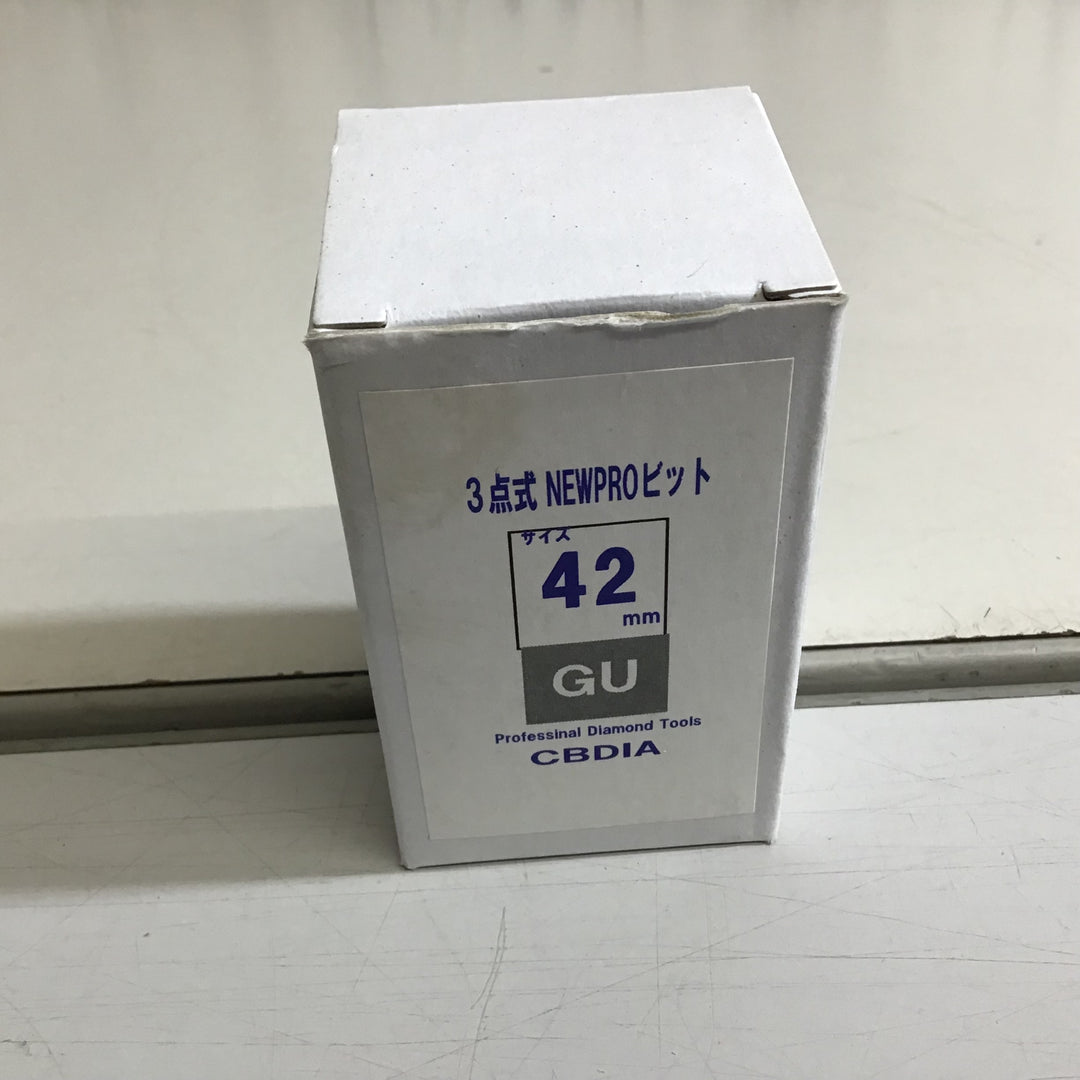 3点式 NEWPROビット
サイズ
42
mm
GU
Professinal Diamond Tools
CBDIA